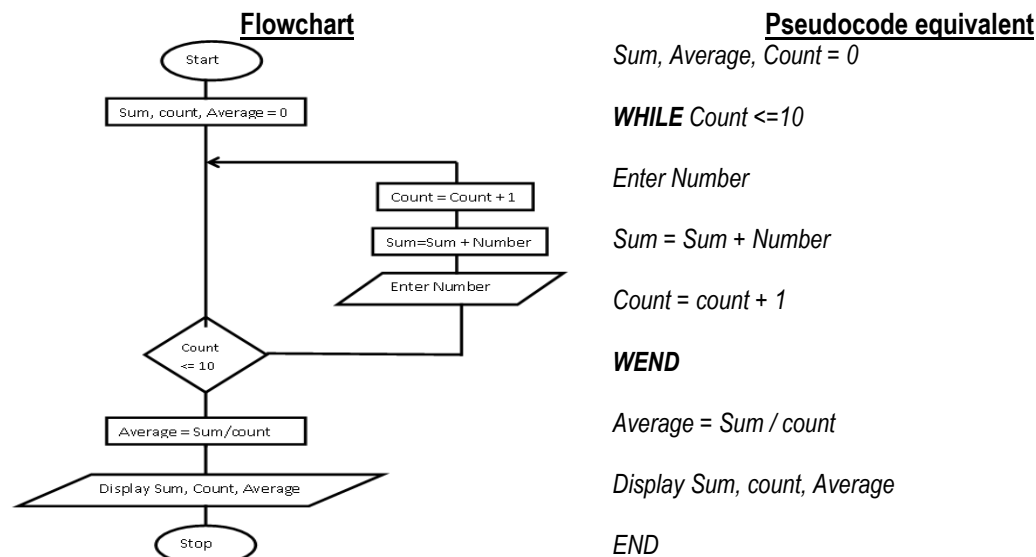 Flowchart
Start
Sum, count, Average = 0
Count = Count + 1
Sum=Sum + Number
Enter Number
Count
<= 10
Average = Sum/count
Display Sum, Count, Average
Stop
Pseudocode equivalent
Sum, Average, Count = 0
WHILE Count <=10
Enter Number
Sum = Sum + Number
Count = count + 1
WEND
Average = Sum / count
Display Sum, count, Average
END